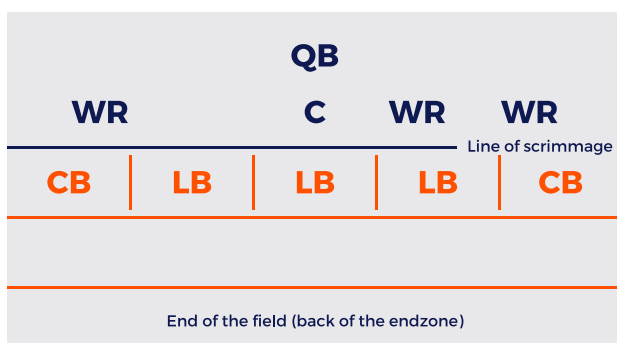 QB
WR C WR WR
Line of scrimmage
CB LB LB LB CB
End of the field (back of the endzone)